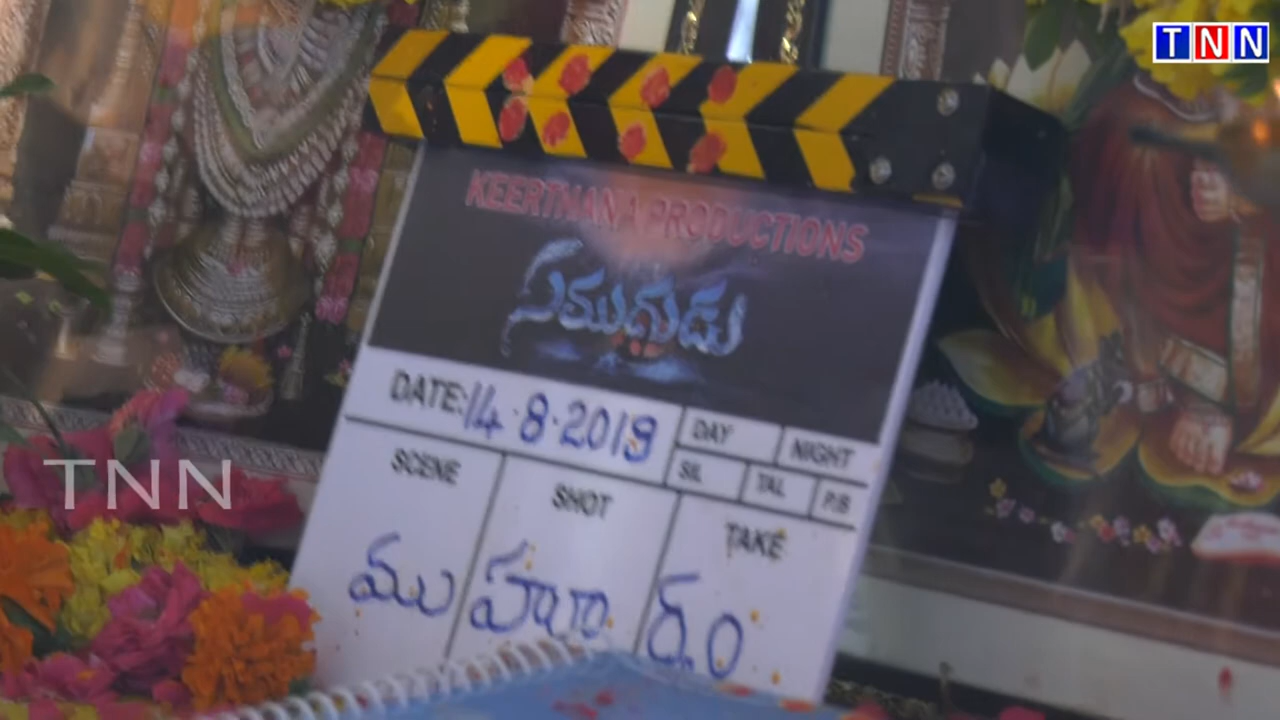 TNN
KEERTHANA PRODUCTIONS
సముగుడు
DATE: 14.8.2019
DAY NIGHT
SIL TAL P.B
SCENE SHOT TAKE
ము హూర్తం
TNN